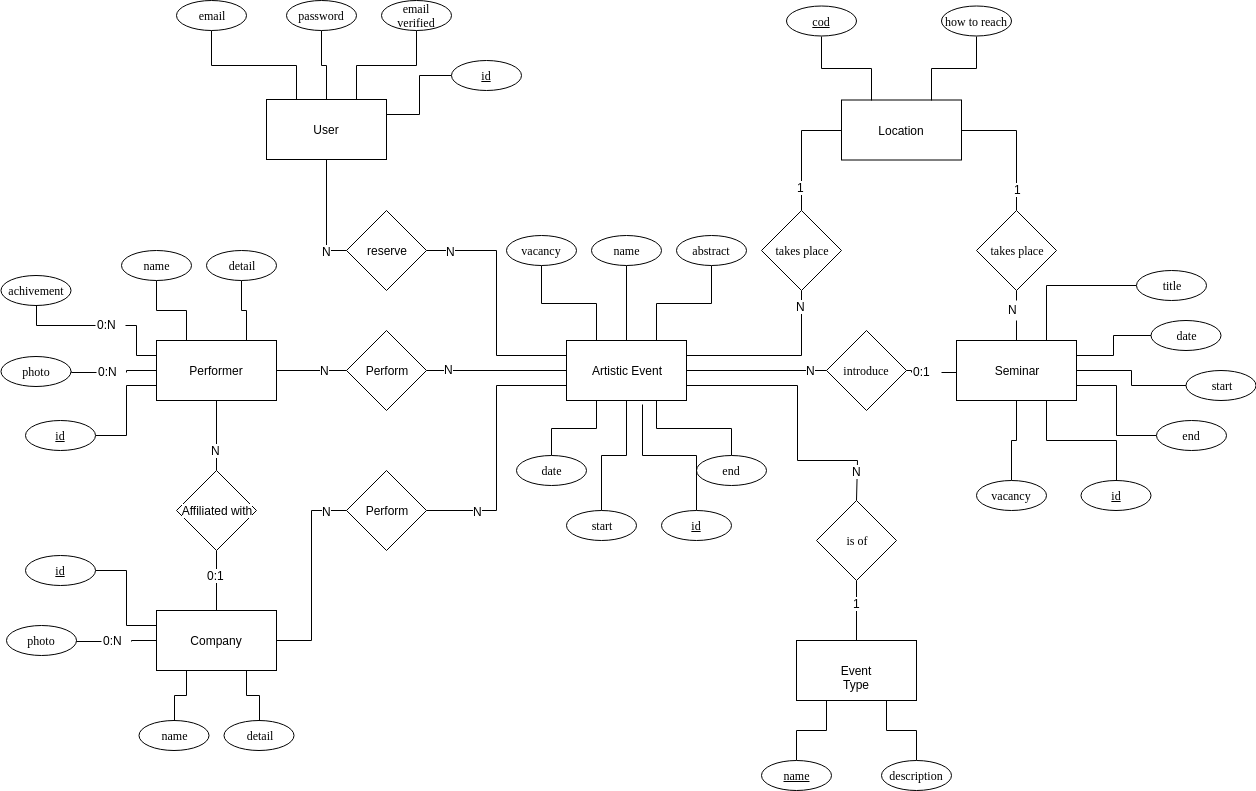 email
password
email
verified
cod
how to reach
id
User
Location
1
1
N
reserve
N
vacancy
name
abstract
takes place
takes place
name
detail
achivement
title
N
N
0:N
date
photo
0:N
Performer
N
Perform
N
Artistic Event
N
introduce
0:1
Seminar
start
id
end
N
date
end
N
vacancy
id
Affiliated with
N
Perform
N
start
id
is of
id
0:1
1
photo
0:N
Company
Event
Type
name
detail
name
description